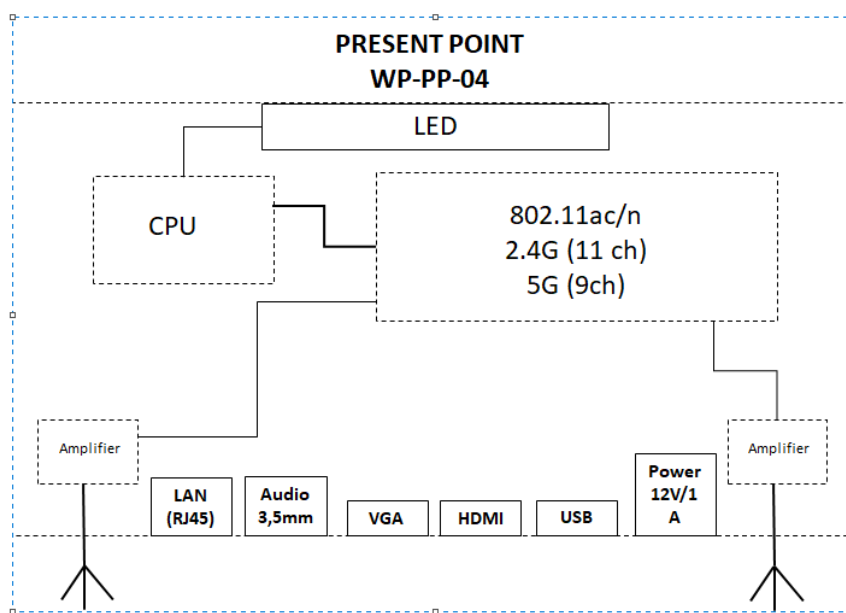 PRESENT POINT
WP-PP-04
LED
CPU
802.11ac/n
2.4G (11 ch)
5G (9ch)
Amplifier
Amplifier
LAN
(RJ45)
Audio
3,5mm
VGA
HDMI
USB
Power
12V/1
A